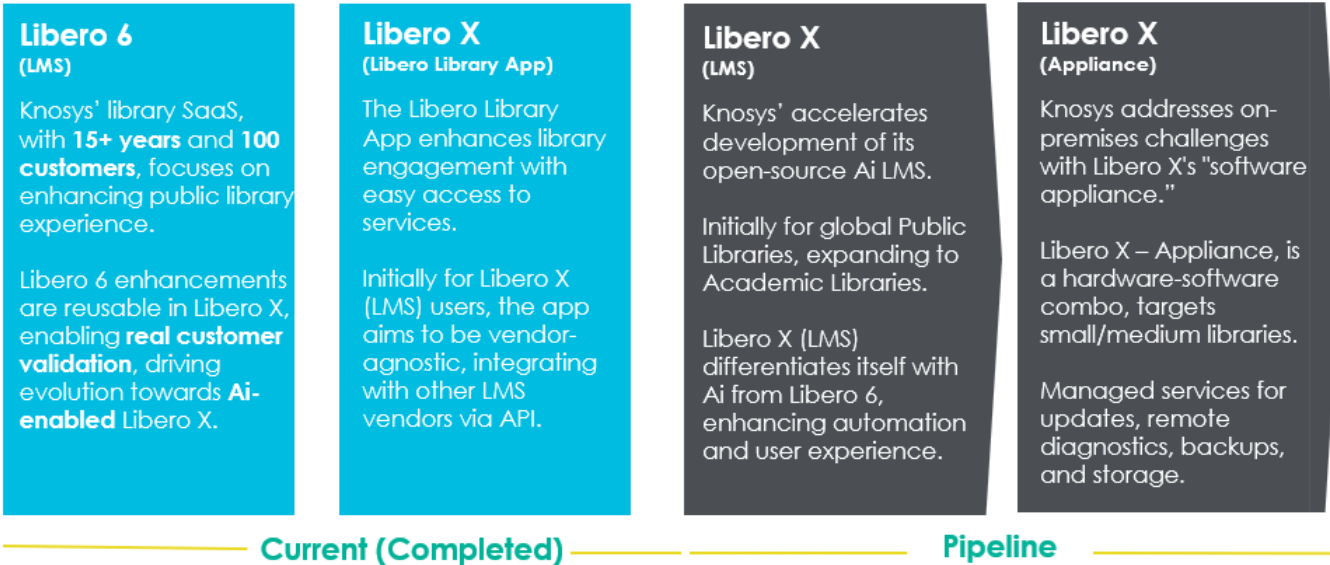 Libero 6
(LMS)
Knosys’ library SaaS,
with 15+ years and 100
customers, focuses on
enhancing public library
experience.
Libero 6 enhancements
are reusable in Libero X,
enabling real customer
validation, driving
evolution towards Ai-
enabled Libero X.
Libero X
(Libero Library App)
The Libero Library
App enhances library
engagement with
easy access to
services.
Initially for Libero X
(LMS) users, the app
aims to be vendor-
agnostic, integrating
with other LMS
vendors via API.
Libero X
(LMS)
Knosys’ accelerates
development of its
open-source Ai LMS.
Initially for global Public
Libraries, expanding to
Academic Libraries.
Libero X (LMS)
differentiates itself with
Ai from Libero 6,
enhancing automation
and user experience.
Libero X
(Appliance)
Knosys addresses on-
premises challenges
with Libero X's "software
appliance.”
Libero X – Appliance, is
a hardware-software
combo, targets
small/medium libraries.
Managed services for
updates, remote
diagnostics, backups,
and storage.
Current (Completed)
Pipeline